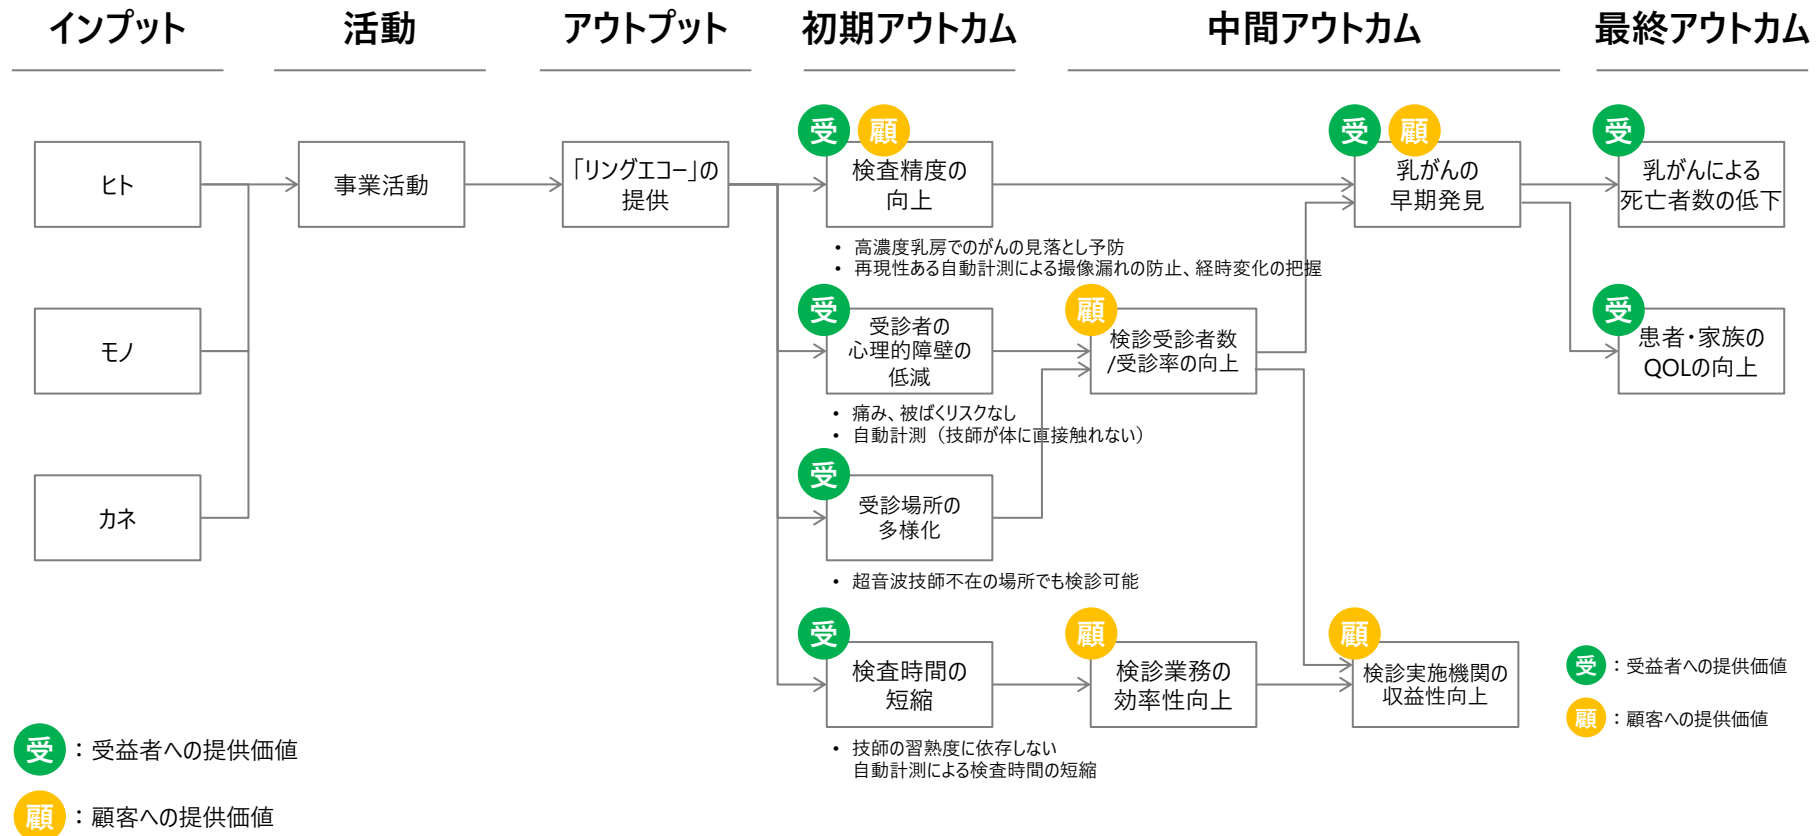 インプット
活動
アウトプット
初期アウトカム
中間アウトカム
最終アウトカム
ヒト
モノ
カネ
事業活動
「リングエコー」の
提供
受
顧
検査精度の
向上
• 高濃度乳房でのがんの見落とし予防
• 再現性ある自動計測による撮像漏れの防止、経時変化の把握
受
受診者の
心理的障壁の
低減
• 痛み、被ばくリスクなし
• 自動計測（技師が体に直接触れない）
受
受診場所の
多様化
• 超音波技師不在の場所でも検診可能
受
検査時間の
短縮
• 技師の習熟度に依存しない
自動計測による検査時間の短縮
顧
検診受診者数
/受診率の向上
顧
検診業務の
効率性向上
受
顧
乳がんの
早期発見
顧
検診実施機関の
収益性向上
受
乳がんによる
死亡者数の低下
受
患者・家族の
QOLの向上
受：受益者への提供価値
顧：顧客への提供価値
受：受益者への提供価値
顧：顧客への提供価値